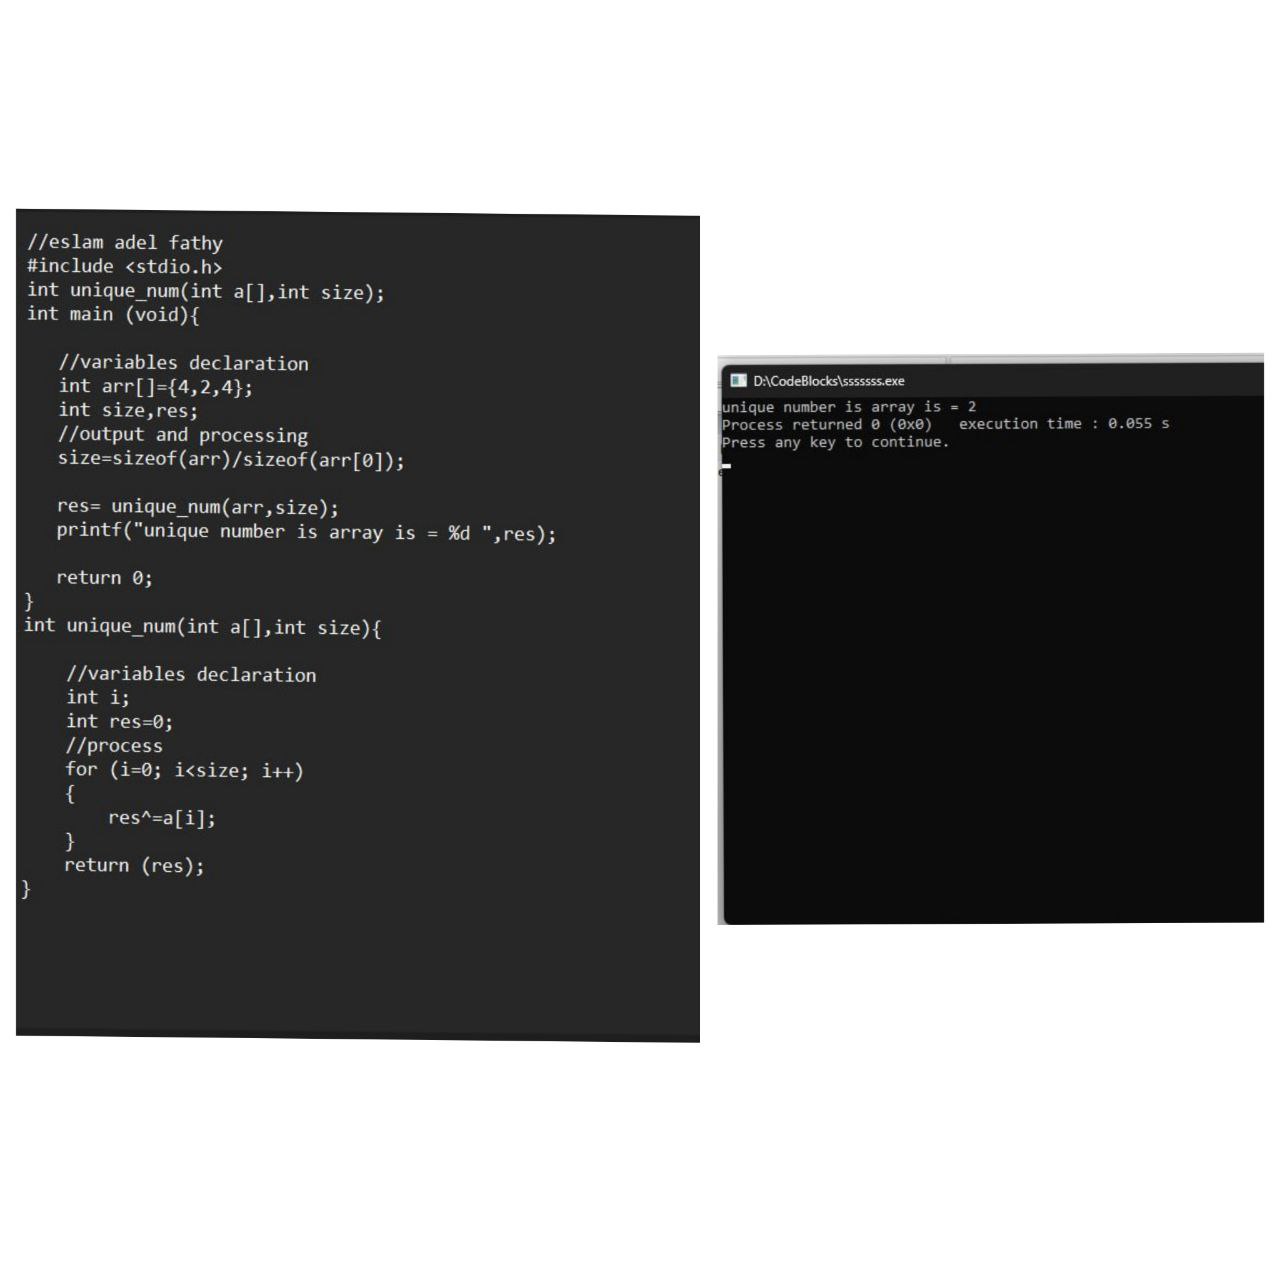 //eslam adel fathy
#include <stdio.h>
int unique_num(int a[],int size);
int main (void){
//variables declaration
int arr[]={4,2,4};
int size,res;
//output and processing
size=sizeof(arr)/sizeof(arr[0]);
res= unique_num(arr,size);
printf("unique number is array is = %d ",res);
return 0;
}
int unique_num(int a[],int size){
//variables declaration
int i;
int res=0;
//process
for (i=0; i<size; i++)
{
res^=a[i];
}
return (res);
}
D:\CodeBlocks\sssssss.exe
unique number is array is = 2
Process returned 0 (0x0)   execution time : 0.055 s
Press any key to continue.